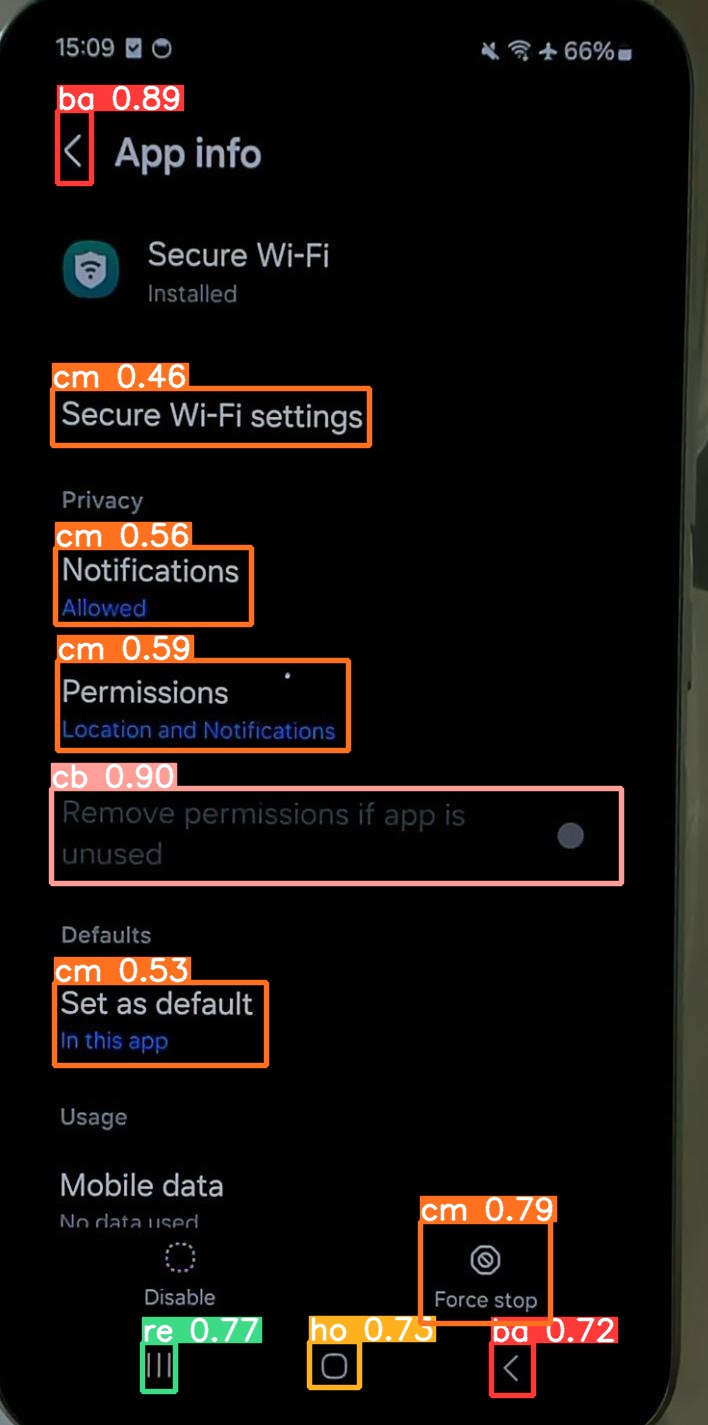 15:09
66%
ba 0.89
App info
Secure Wi-Fi
Installed
cm 0.46
Secure Wi-Fi settings
Privacy
cm 0.56
Notifications
Allowed
cm 0.59
Permissions
Location and Notifications
cb 0.90
Remove permissions if app is
unused
Defaults
cm 0.53
Set as default
In this app
Usage
Mobile data
No data used
cm 0.79
Disable
Force stop
re 0.77
ho 0.75
ba 0.72